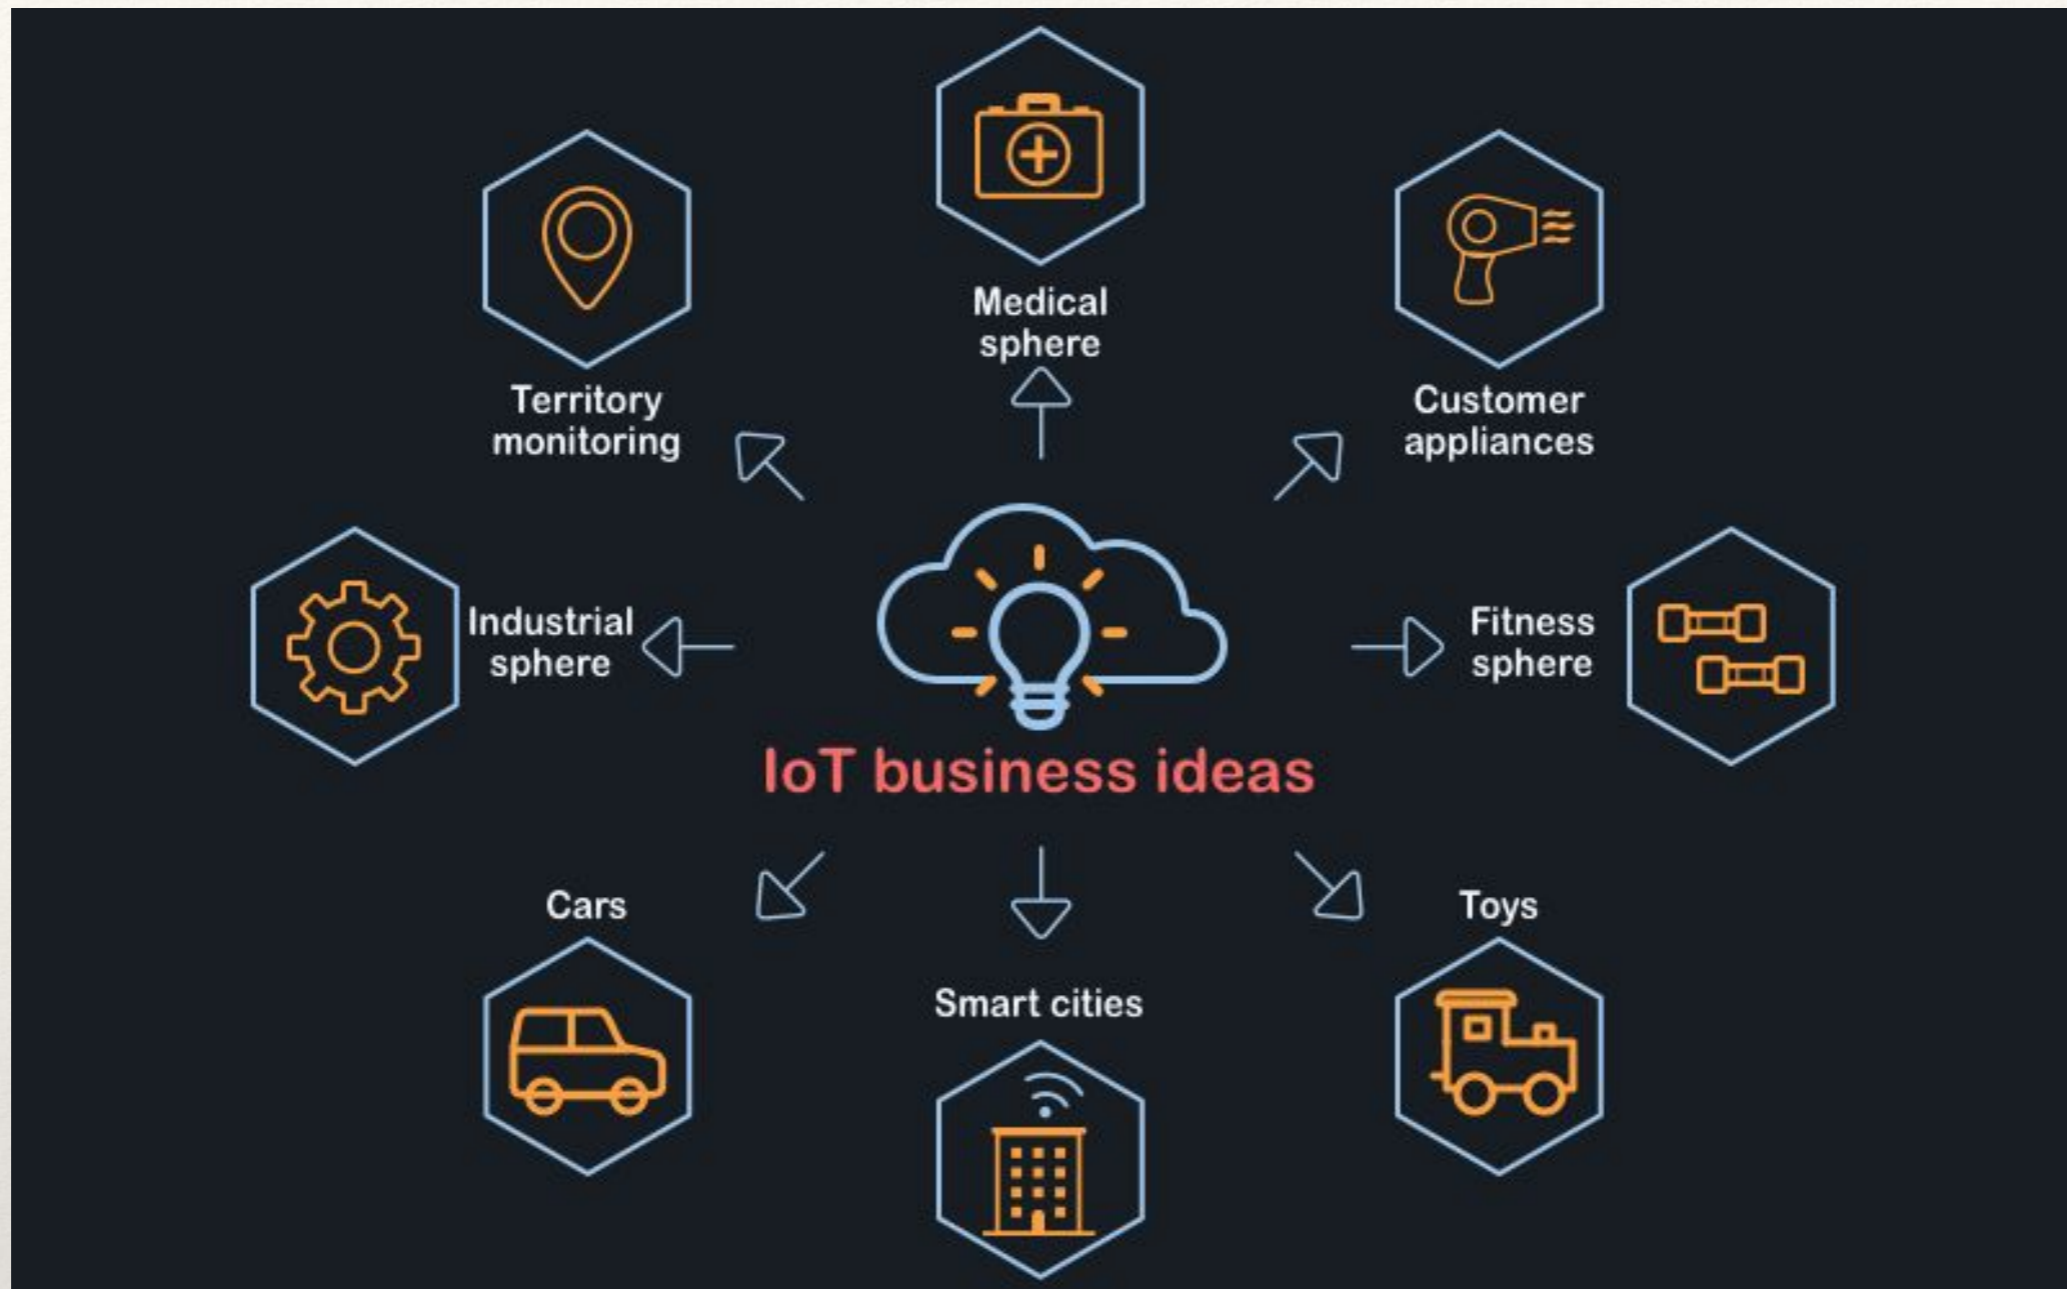 Medical
sphere
Territory
monitoring
Customer
appliances
Industrial
sphere
Fitness
sphere
IoT business ideas
Cars
Toys
Smart cities